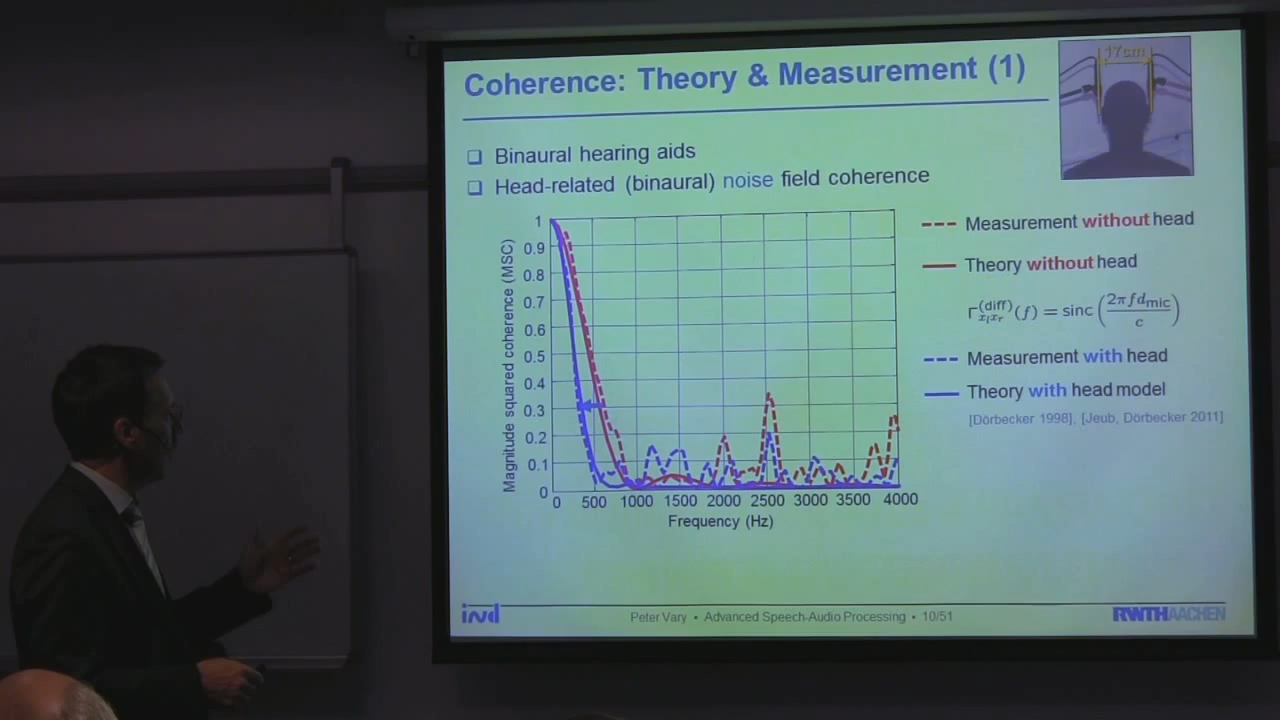 Coherence: Theory & Measurement (1)
17cm
Binaural hearing aids
Head-related (binaural) noise field coherence
Magnitude squared coherence (MSC)
1
0.9
0.8
0.7
0.6
0.5
0.4
0.3
0.2
0.1
0
0 500 1000 1500 2000 2500 3000 3500 4000
Frequency (Hz)
Measurement without head
Theory without head
Γ_{x_l x_r}^{(diff)}(f) = sinc(2πfd_mic / c)
Measurement with head
Theory with head model
[Dörbecker 1998], [Jeub, Dörbecker 2011]
ind
Peter Vary • Advanced Speech-Audio Processing • 10/51
RWTHAACHEN